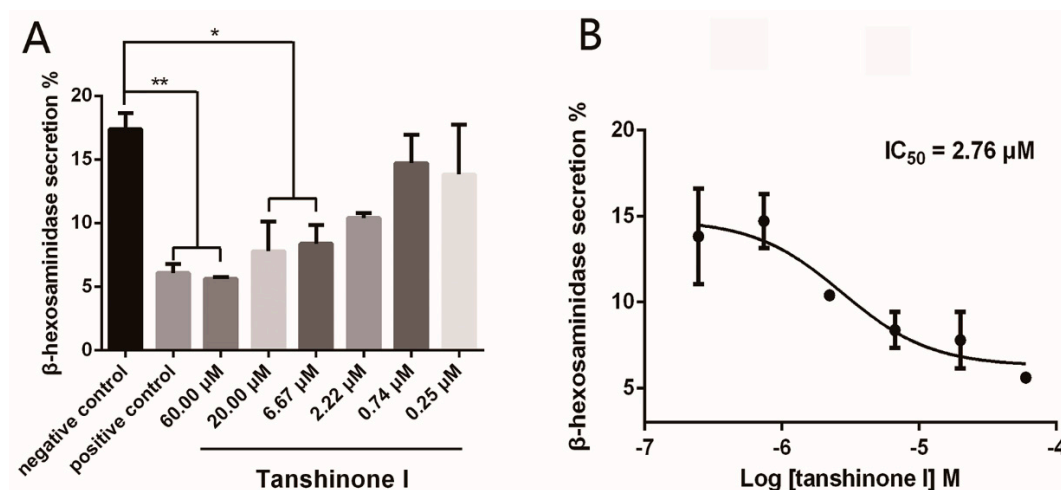 A
β-hexosaminidase secretion %
20
15
10
5
0
*
**
negative control
positive control
60.00 μM
20.00 μM
6.67 μM
2.22 μM
0.74 μM
0.25 μM
Tanshinone I
B
β-hexosaminidase secretion %
20
15
10
5
IC₅₀ = 2.76 μM
-7
-6
-5
-4
Log [tanshinone I] M